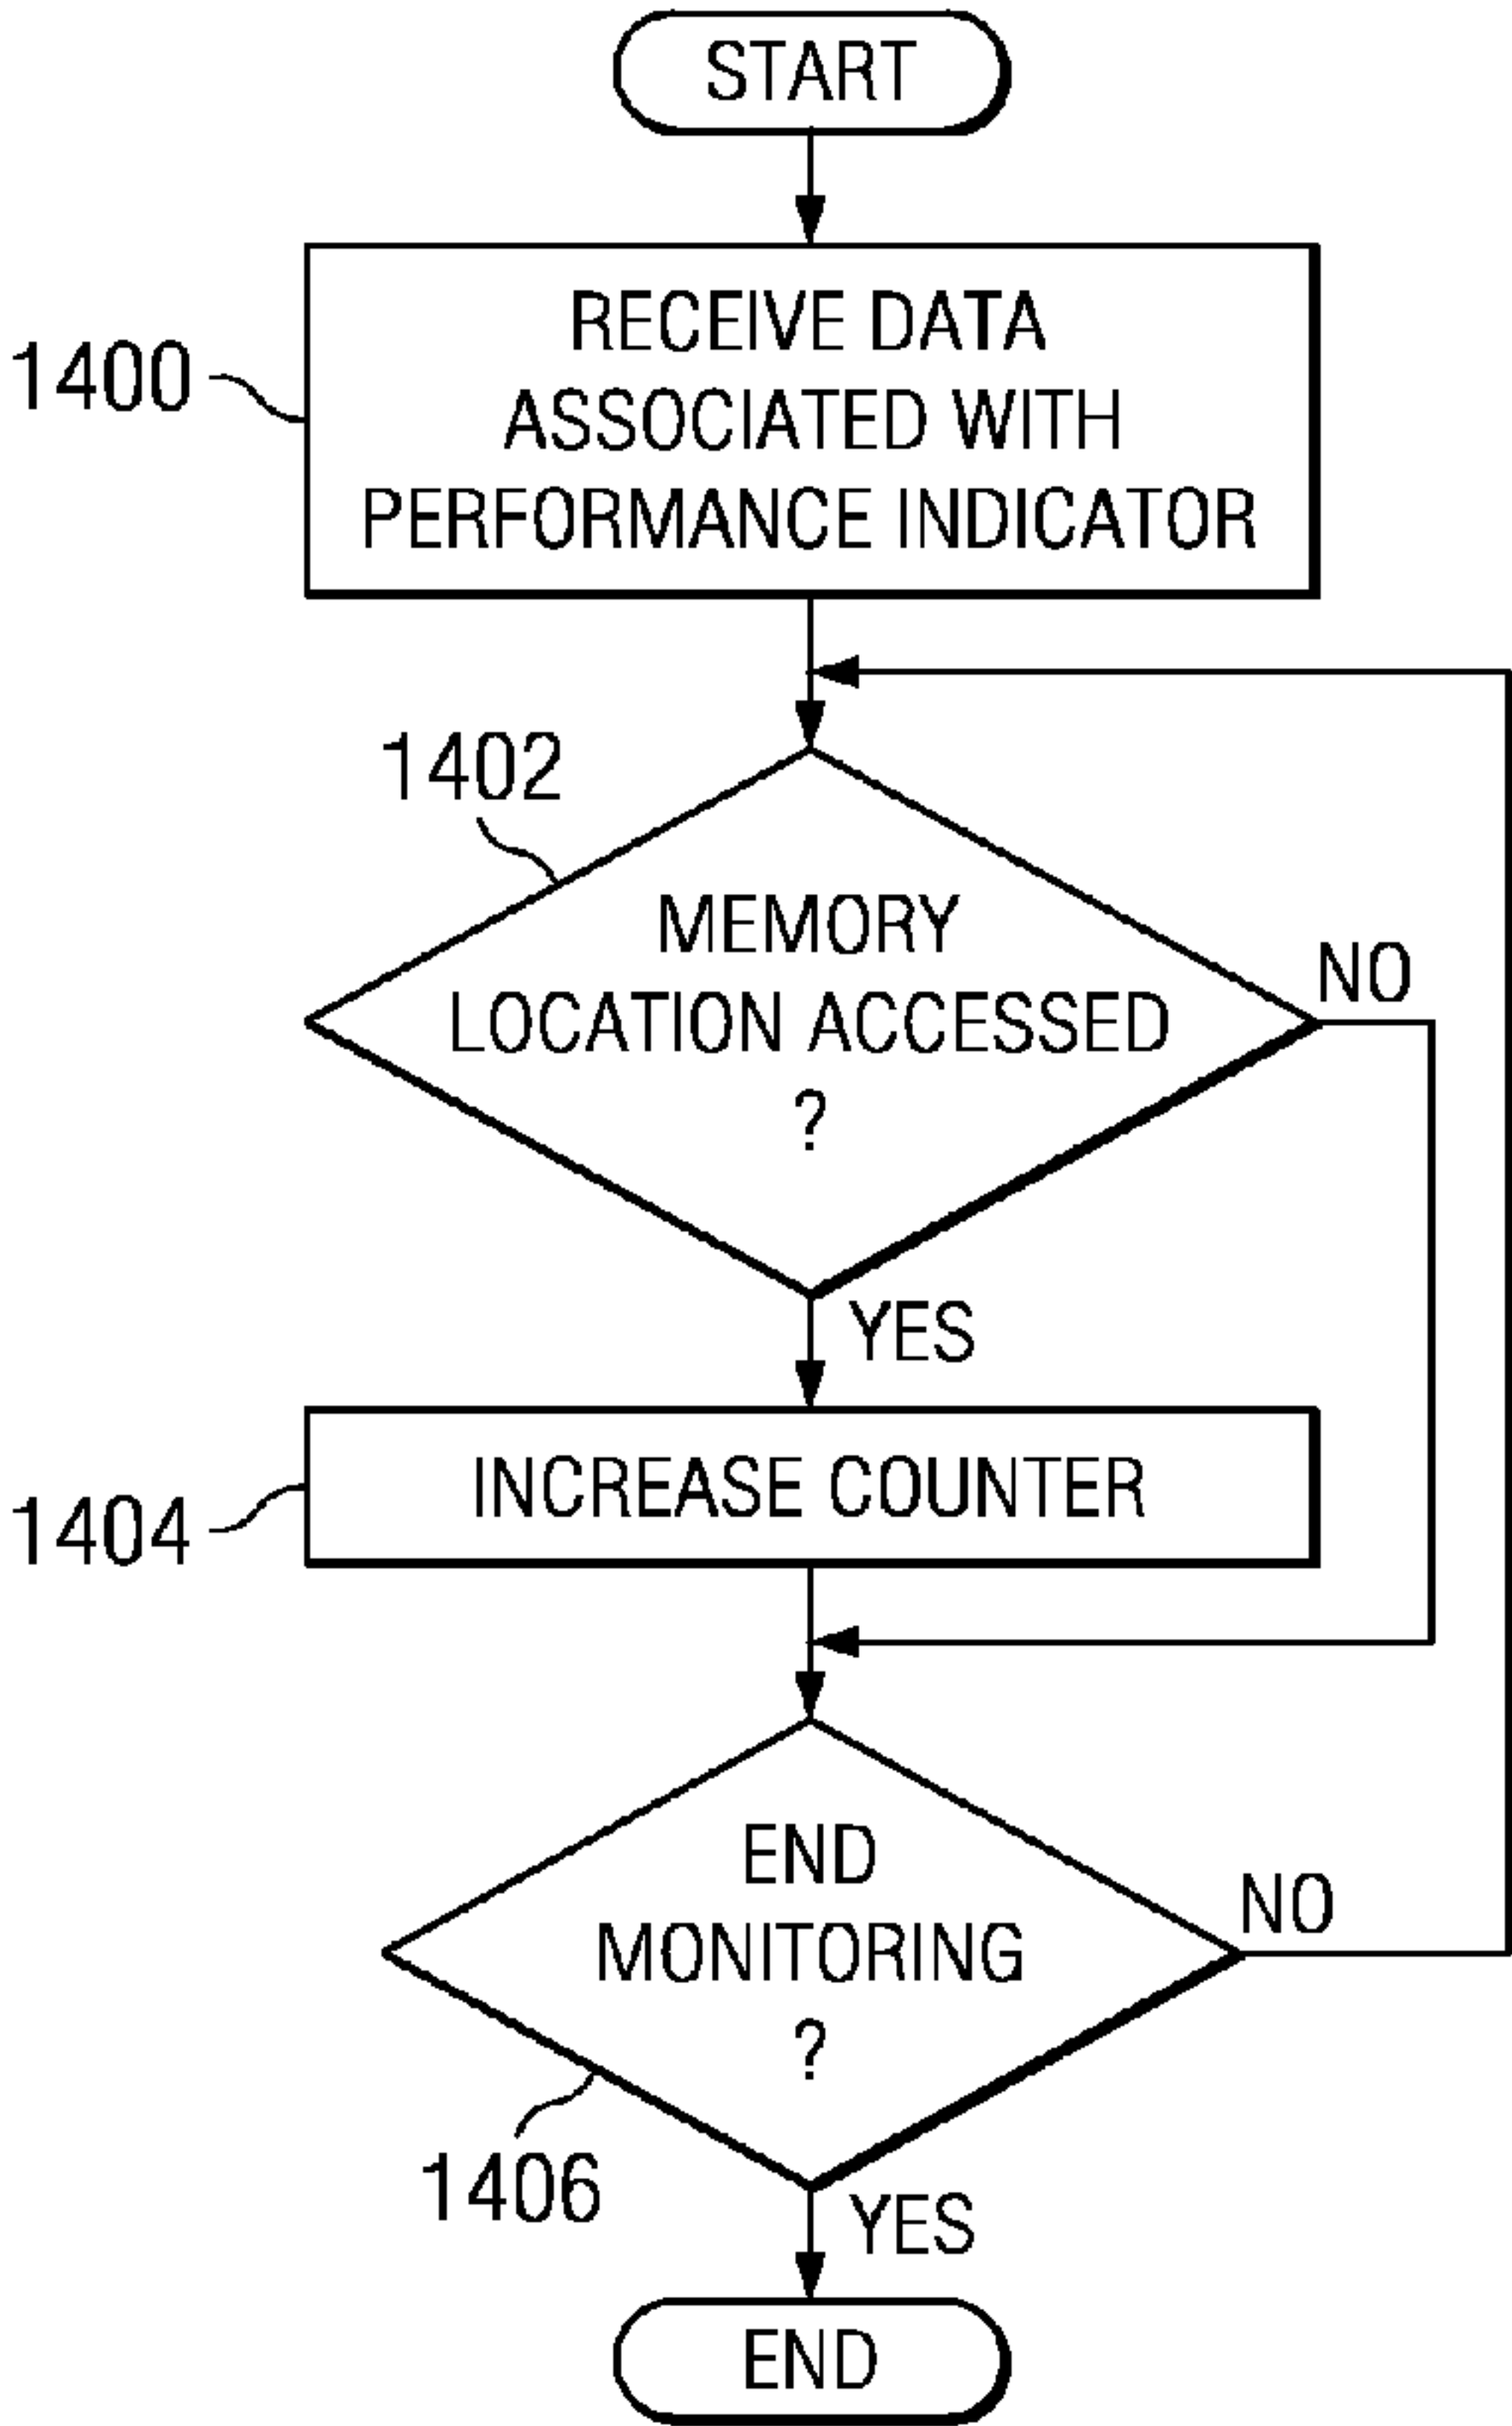 START
1400
RECEIVE DATA
ASSOCIATED WITH
PERFORMANCE INDICATOR
1402
MEMORY
LOCATION ACCESSED
?
NO
YES
1404
INCREASE COUNTER
END
MONITORING
?
NO
1406
YES
END